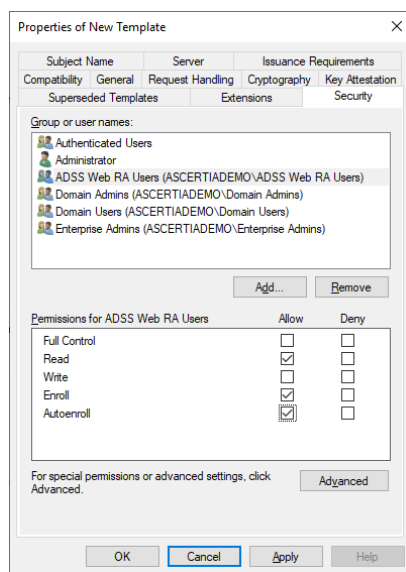 Properties of New Template
Subject Name Server Issuance Requirements
Compatibility General Request Handling Cryptography Key Attestation
Superseded Templates Extensions Security
Group or user names:
Authenticated Users
Administrator
ADSS Web RA Users (ASCERTIADEMO\ADSS Web RA Users)
Domain Admins (ASCERTIADEMO\Domain Admins)
Domain Users (ASCERTIADEMO\Domain Users)
Enterprise Admins (ASCERTIADEMO\Enterprise Admins)
Add... Remove
Permissions for ADSS Web RA Users Allow Deny
Full Control
Read
Write
Enroll
Autoenroll
For special permissions or advanced settings, click
Advanced.
Advanced
OK Cancel Apply Help